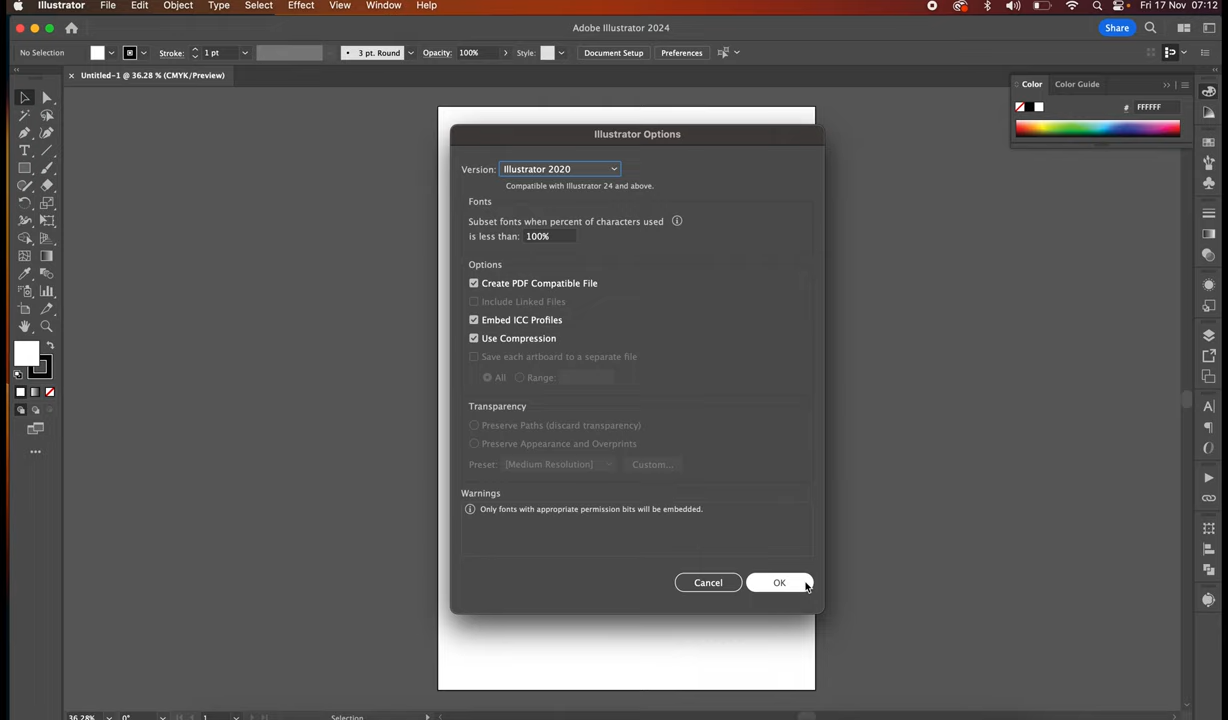 Illustrator File Edit Object Type Select Effect View Window Help Fri 17 Nov 07:12
Adobe Illustrator 2024 Share
No Selection Stroke: 1 pt 3 pt. Round Opacity: 100% Style: Document Setup Preferences
× Untitled-1 @ 36.28 % (CMYK/Preview)
Color Color Guide
# FFFFFF
Illustrator Options
Version: Illustrator 2020
Compatible with Illustrator 24 and above.
Fonts
Subset fonts when percent of characters used
is less than: 100%
Options
Create PDF Compatible File
Include Linked Files
Embed ICC Profiles
Use Compression
Save each artboard to a separate file
All Range:
Transparency
Preserve Paths (discard transparency)
Preserve Appearance and Overprints
Preset: [Medium Resolution] Custom...
Warnings
Only fonts with appropriate permission bits will be embedded.
Cancel OK
36.28% 0° 1 Selection